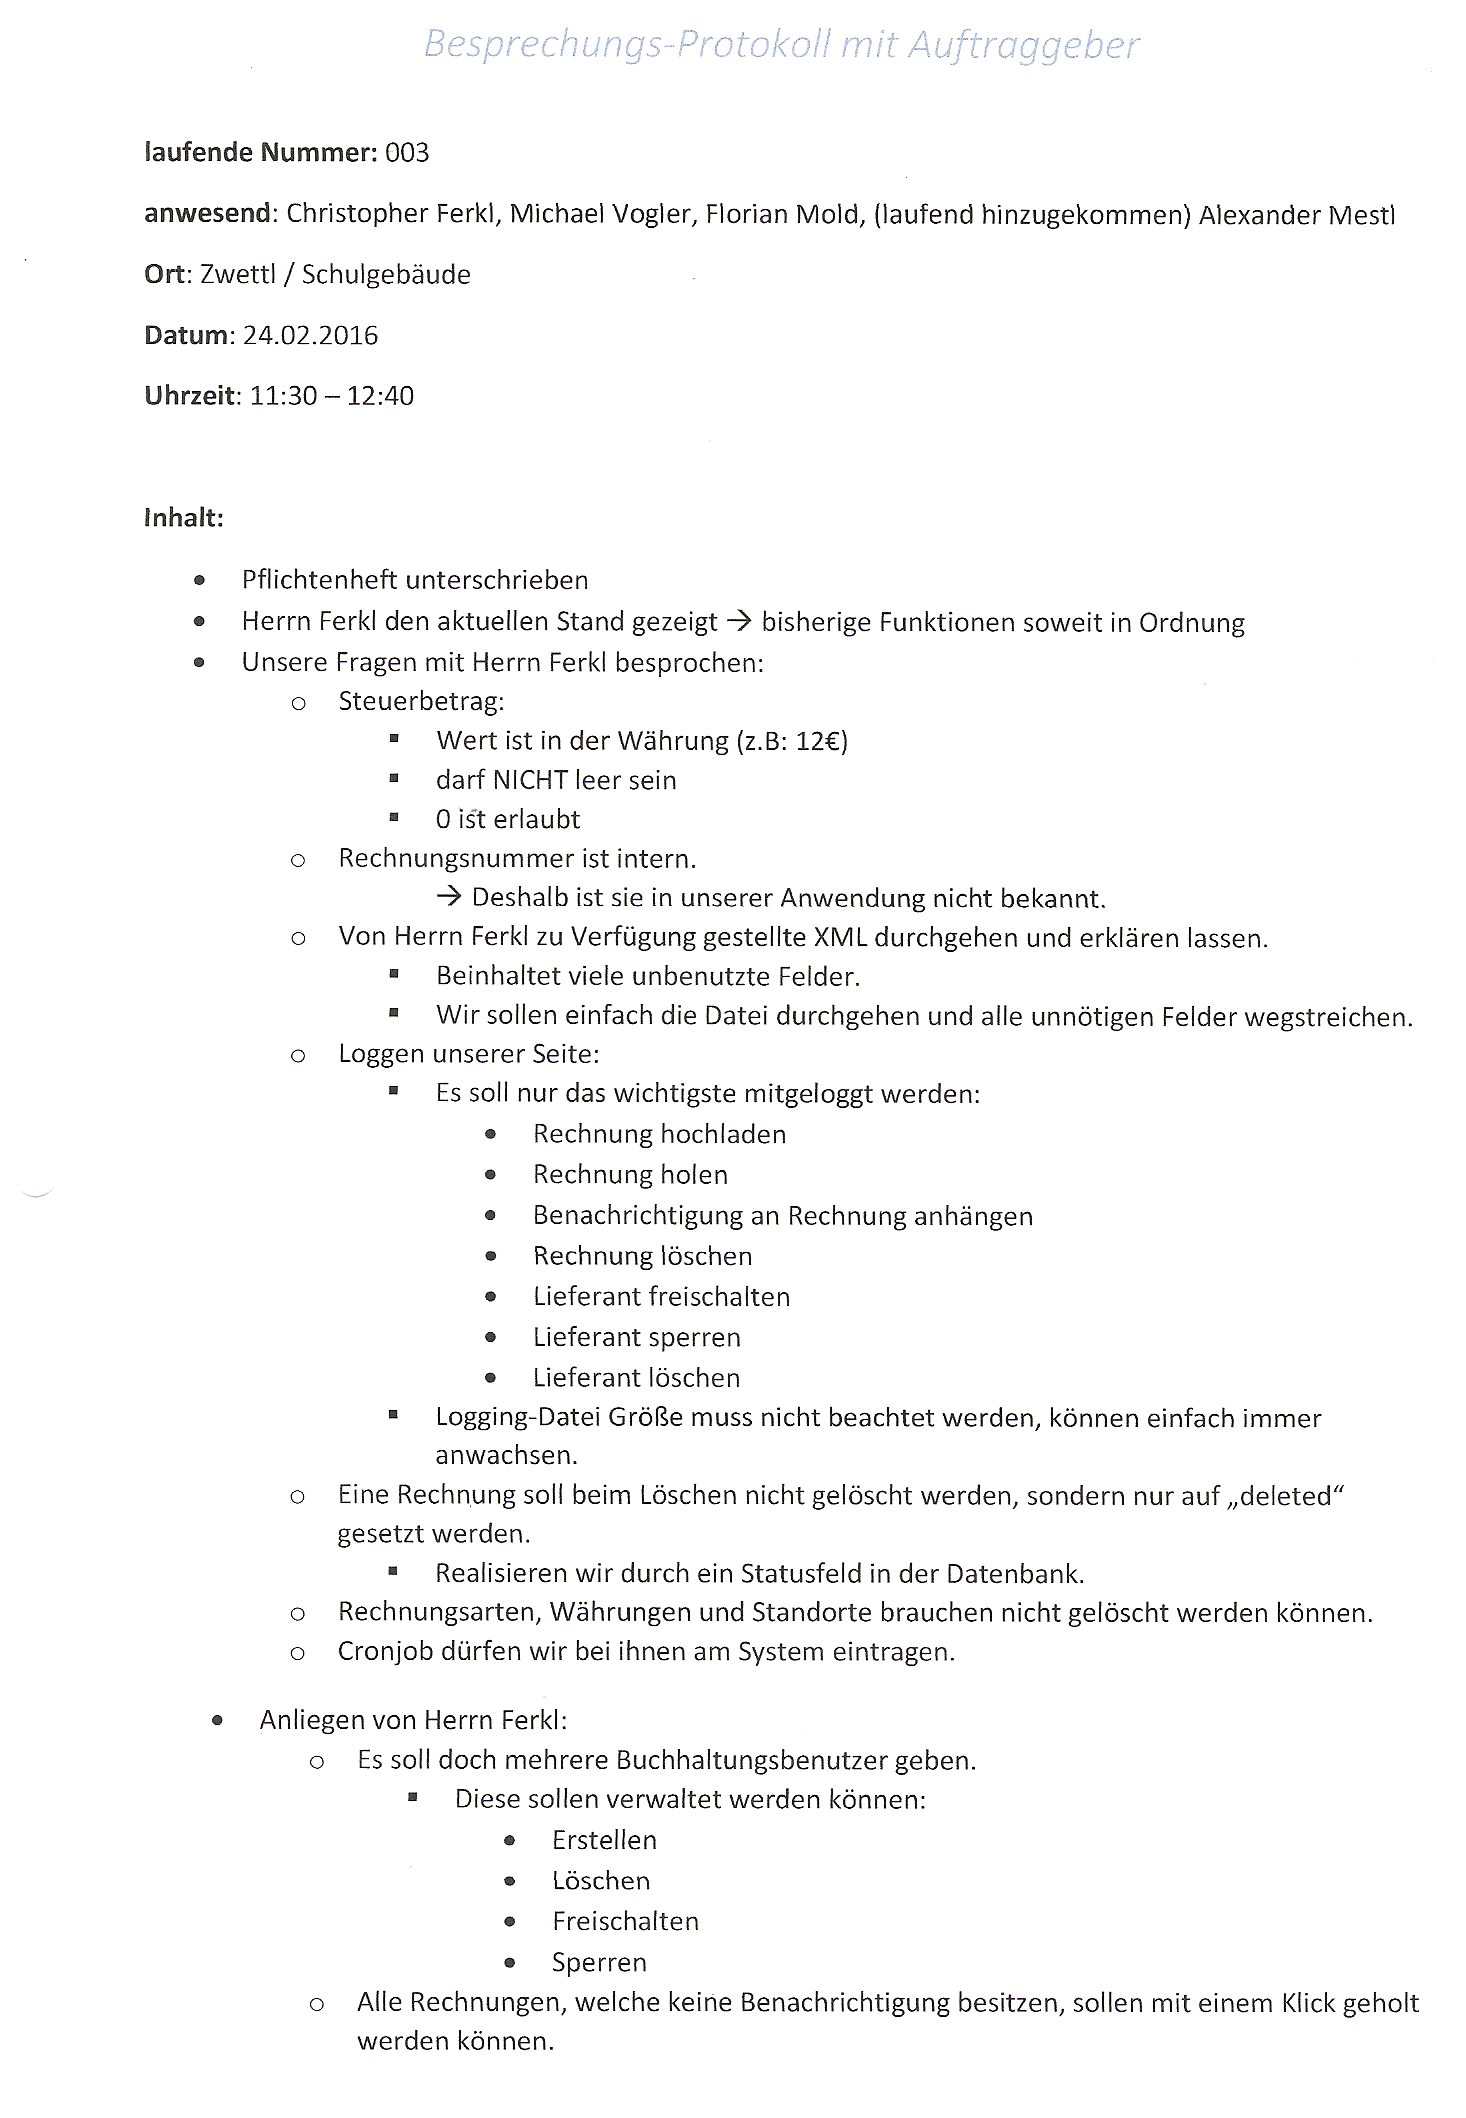 Besprechungs-Protokoll mit Auftraggeber
laufende Nummer: 003
anwesend: Christopher Ferkl, Michael Vogler, Florian Mold, (laufend hinzugekommen) Alexander Mestl
Ort: Zwettl / Schulgebäude
Datum: 24.02.2016
Uhrzeit: 11:30 – 12:40
Inhalt:
• Pflichtenheft unterschrieben
• Herrn Ferkl den aktuellen Stand gezeigt → bisherige Funktionen soweit in Ordnung
• Unsere Fragen mit Herrn Ferkl besprochen:
o Steuerbetrag:
▪ Wert ist in der Währung (z.B: 12€)
▪ darf NICHT leer sein
▪ 0 ist erlaubt
o Rechnungsnummer ist intern.
→ Deshalb ist sie in unserer Anwendung nicht bekannt.
o Von Herrn Ferkl zu Verfügung gestellte XML durchgehen und erklären lassen.
▪ Beinhaltet viele unbenutzte Felder.
▪ Wir sollen einfach die Datei durchgehen und alle unnötigen Felder wegstreichen.
o Loggen unserer Seite:
▪ Es soll nur das wichtigste mitgeloggt werden:
• Rechnung hochladen
• Rechnung holen
• Benachrichtigung an Rechnung anhängen
• Rechnung löschen
• Lieferant freischalten
• Lieferant sperren
• Lieferant löschen
▪ Logging-Datei Größe muss nicht beachtet werden, können einfach immer
anwachsen.
o Eine Rechnung soll beim Löschen nicht gelöscht werden, sondern nur auf „deleted“
gesetzt werden.
▪ Realisieren wir durch ein Statusfeld in der Datenbank.
o Rechnungsarten, Währungen und Standorte brauchen nicht gelöscht werden können.
o Cronjob dürfen wir bei ihnen am System eintragen.
• Anliegen von Herrn Ferkl:
o Es soll doch mehrere Buchhaltungsbenutzer geben.
▪ Diese sollen verwaltet werden können:
• Erstellen
• Löschen
• Freischalten
• Sperren
o Alle Rechnungen, welche keine Benachrichtigung besitzen, sollen mit einem Klick geholt
werden können.